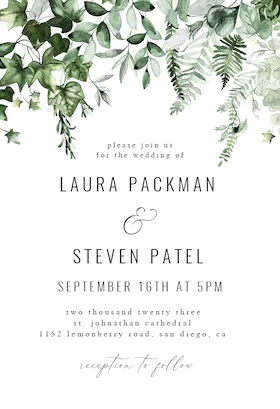 please join us
for the wedding of
LAURA PACKMAN
&
STEVEN PATEL
SEPTEMBER 16TH AT 5PM
two thousand twenty three
st. johnathan cathedral
1152 lemonberry road, san diego, ca
reception to follow